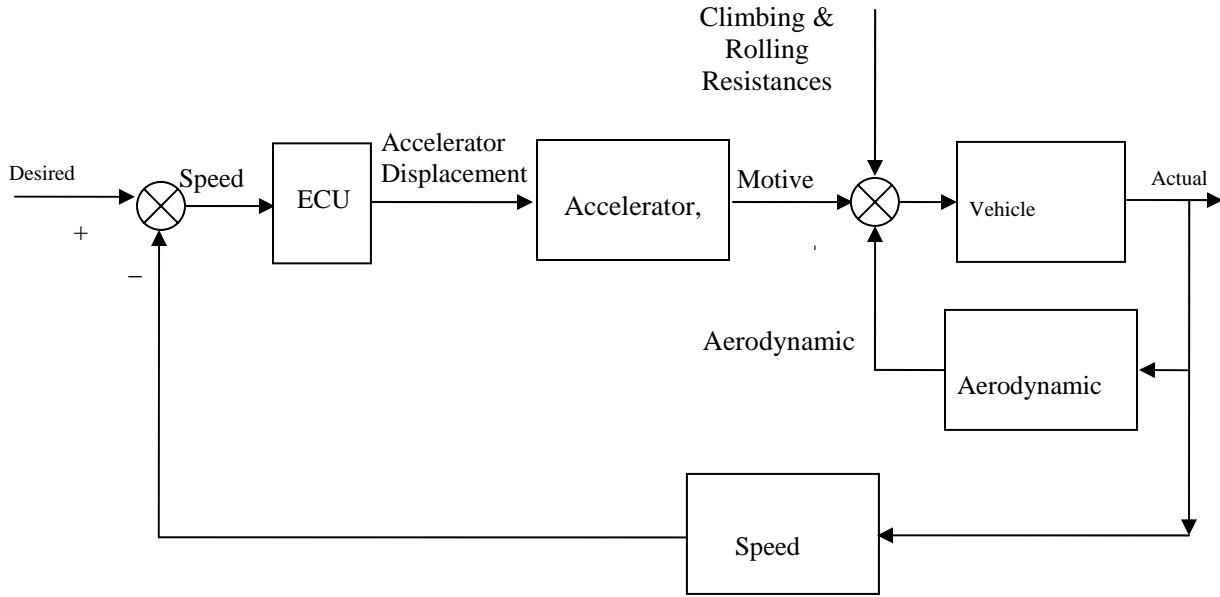 Climbing &
Rolling
Resistances
Desired
+
−
Speed
ECU
Accelerator
Displacement
Accelerator,
Motive
Vehicle
Actual
Aerodynamic
Aerodynamic
Speed